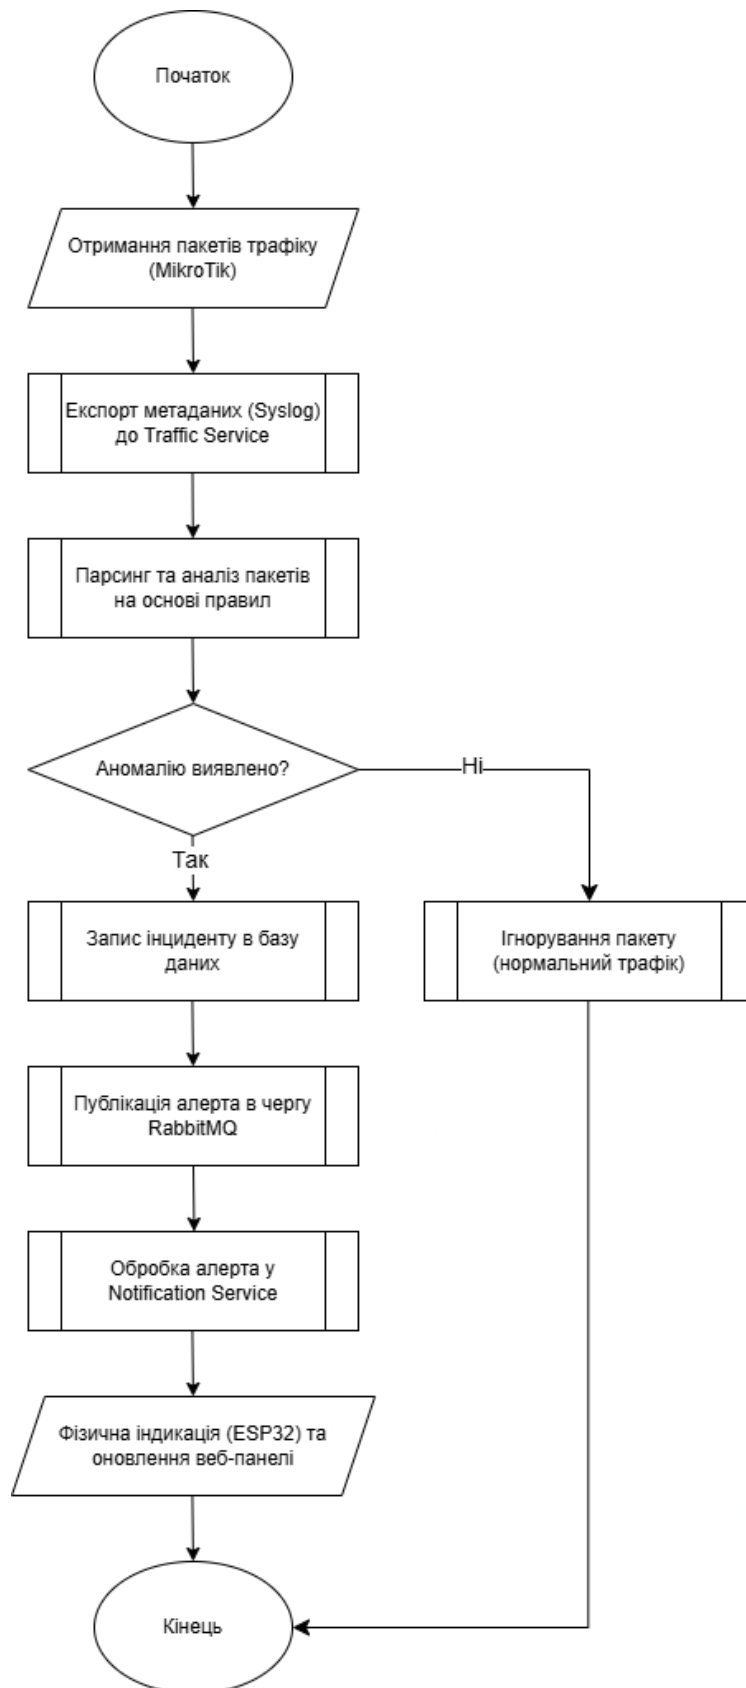 Початок
Отримання пакетів трафіку
(MikroTik)
Експорт метаданих (Syslog)
до Traffic Service
Парсинг та аналіз пакетів
на основі правил
Аномалію виявлено?
Ні
Так
Запис інциденту в базу
даних
Ігнорування пакету
(нормальний трафік)
Публікація алерта в чергу
RabbitMQ
Обробка алерта у
Notification Service
Фізична індикація (ESP32) та
оновлення веб-панелі
Кінець